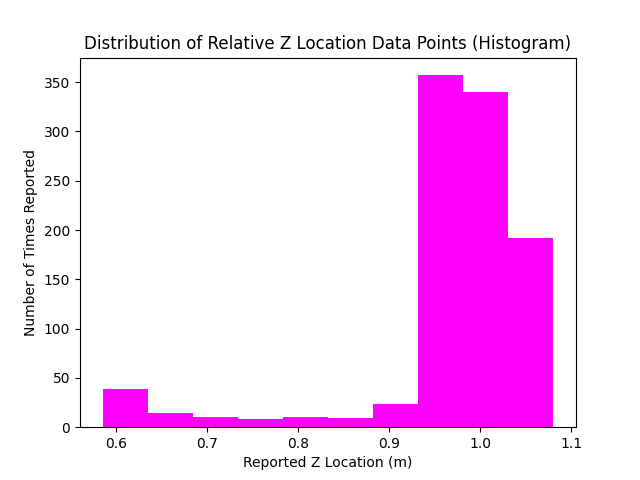 Distribution of Relative Z Location Data Points (Histogram)
Number of Times Reported
350
300
250
200
150
100
50
0
0.6 0.7 0.8 0.9 1.0 1.1
Reported Z Location (m)